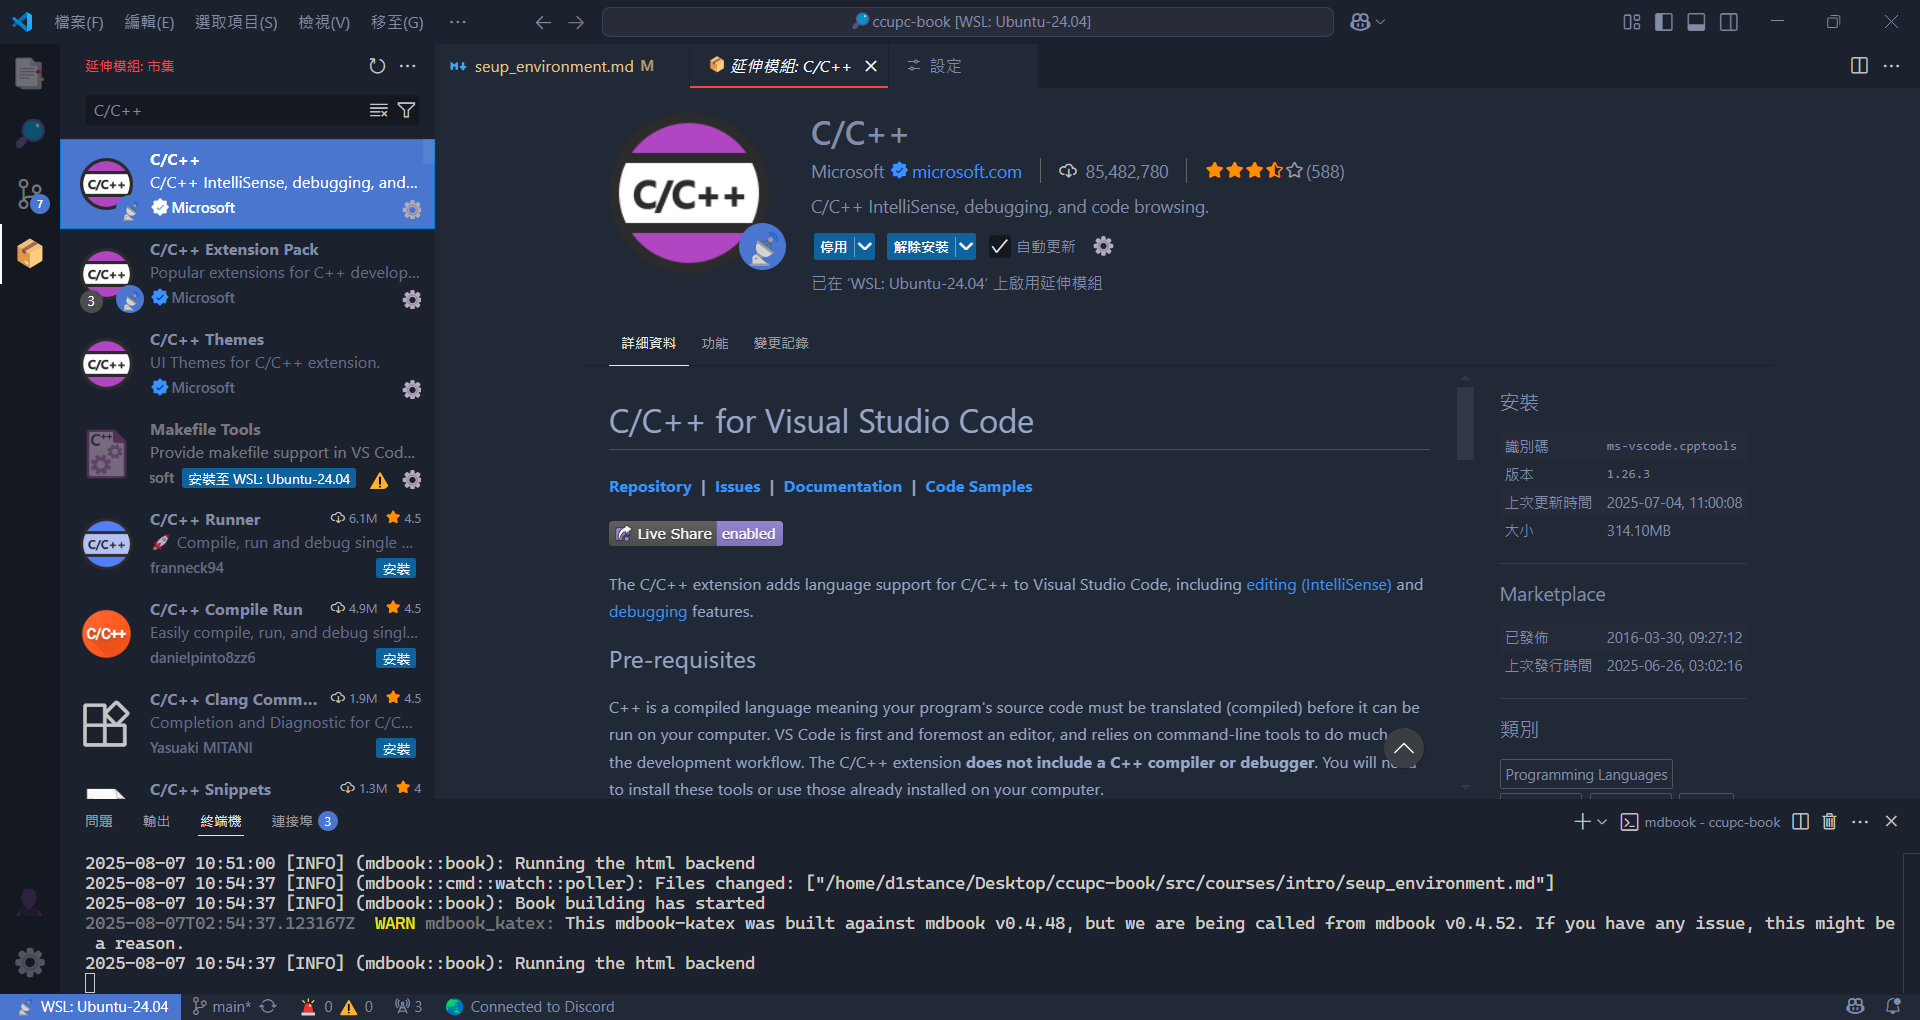 檔案(F) 編輯(E) 選取項目(S) 檢視(V) 移至(G) ···
ccupc-book [WSL: Ubuntu-24.04]
延伸模組: 市集
C/C++
C/C++
C/C++
C/C++ IntelliSense, debugging, and...
Microsoft
C/C++
C/C++ Extension Pack
Popular extensions for C++ develop...
3
Microsoft
C/C++
C/C++ Themes
UI Themes for C/C++ extension.
Microsoft
C++
Makefile Tools
Provide makefile support in VS Cod...
soft 安裝至 WSL: Ubuntu-24.04
C/C++
C/C++ Runner 6.1M 4.5
🚀 Compile, run and debug single ...
franneck94 安裝
C/C++
C/C++ Compile Run 4.9M 4.5
Easily compile, run, and debug singl...
danielpinto8zz6 安裝
C/C++ Clang Comm... 1.9M 4.5
Completion and Diagnostic for C/C...
Yasuaki MITANI 安裝
C/C++ Snippets 1.3M 4
7
seup_environment.md M
延伸模組: C/C++
設定
C/C++
C/C++
Microsoft microsoft.com 85,482,780 (588)
C/C++ IntelliSense, debugging, and code browsing.
停用 解除安裝 自動更新
已在 'WSL: Ubuntu-24.04' 上啟用延伸模組
詳細資料 功能 變更記錄
C/C++ for Visual Studio Code
Repository | Issues | Documentation | Code Samples
Live Share enabled
The C/C++ extension adds language support for C/C++ to Visual Studio Code, including editing (IntelliSense) and
debugging features.
Pre-requisites
C++ is a compiled language meaning your program's source code must be translated (compiled) before it can be
run on your computer. VS Code is first and foremost an editor, and relies on command-line tools to do much
the development workflow. The C/C++ extension does not include a C++ compiler or debugger. You will
to install these tools or use those already installed on your computer.
安裝
識別碼 ms-vscode.cpptools
版本 1.26.3
上次更新時間 2025-07-04, 11:00:08
大小 314.10MB
Marketplace
已發佈 2016-03-30, 09:27:12
上次發行時間 2025-06-26, 03:02:16
類別
Programming Languages
問題 輸出 終端機 連接埠 3
mdbook - ccupc-book
2025-08-07 10:51:00 [INFO] (mdbook::book): Running the html backend
2025-08-07 10:54:37 [INFO] (mdbook::cmd::watch::poller): Files changed: ["/home/d1stance/Desktop/ccupc-book/src/courses/intro/seup_environment.md"]
2025-08-07 10:54:37 [INFO] (mdbook::book): Book building has started
2025-08-07T02:54:37.123167Z  WARN mdbook_katex: This mdbook-katex was built against mdbook v0.4.48, but we are being called from mdbook v0.4.52. If you have any issue, this might be
a reason.
2025-08-07 10:54:37 [INFO] (mdbook::book): Running the html backend
WSL: Ubuntu-24.04 main* 0 0 3 Connected to Discord